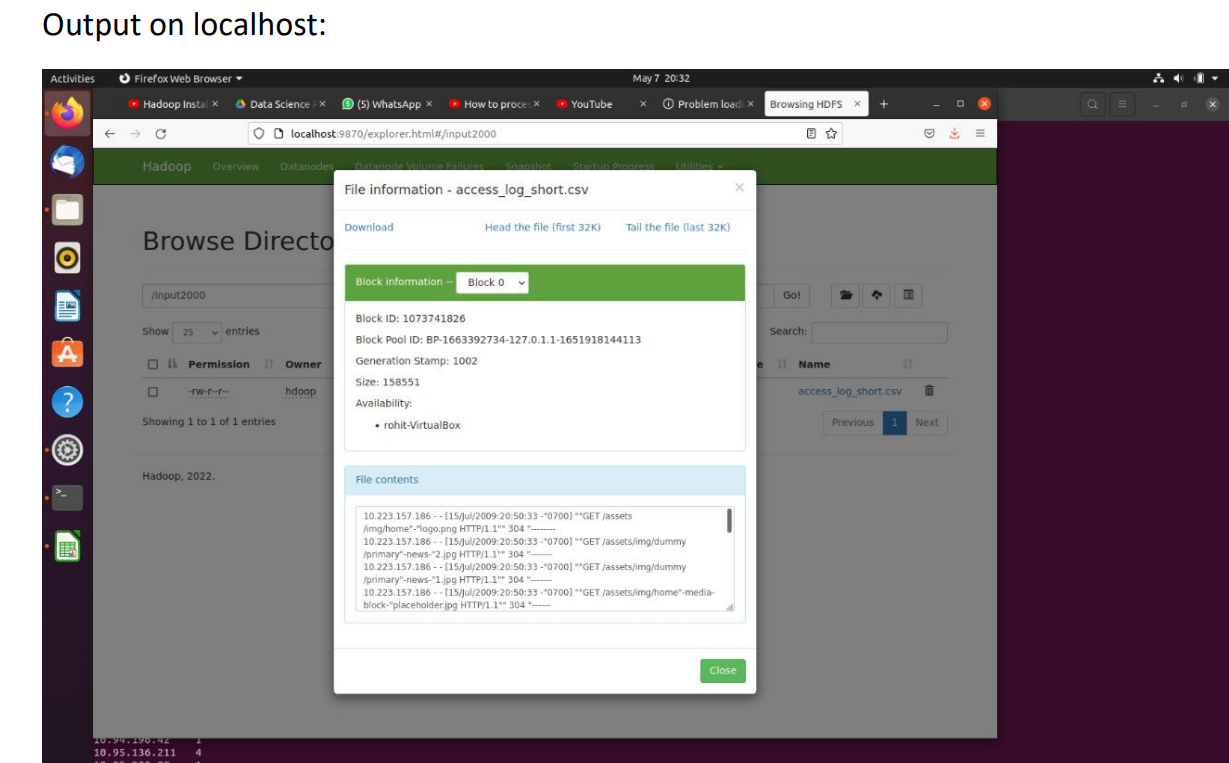 Output on localhost:
Activities Firefox Web Browser May 7 20:32
Hadoop Instal Data Science F (5) WhatsApp How to proce: YouTube Problem loadi Browsing HDFS
localhost:9870/explorer.html#/input2000
Hadoop Overview Datanodes Datanode Volume Failures Snapshot Startup Progress Utilities
File information - access_log_short.csv ×
Download Head the file (first 32K) Tail the file (last 32K)
Browse Directo
Block information -- Block 0
/input2000 Go!
Block ID: 1073741826
Show 25 entries Search:
Block Pool ID: BP-1663392734-127.0.1.1-1651918144113
Generation Stamp: 1002
Permission Owner e Name
Size: 158551
-rw-r--r-- hdoop access_log_short.csv
Availability:
Showing 1 to 1 of 1 entries Previous 1 Next
• rohit-VirtualBox
Hadoop, 2022.
File contents
10.223.157.186 - - [15/Jul/2009:20:50:33 -"0700] ""GET /assets
/img/home"-"logo.png HTTP/1.1"" 304 "--------
10.223.157.186 - - [15/Jul/2009:20:50:33 -"0700] ""GET /assets/img/dummy
/primary"-news-"2.jpg HTTP/1.1"" 304 "-------
10.223.157.186 - - [15/Jul/2009:20:50:33 -"0700] ""GET /assets/img/dummy
/primary"-news-"1.jpg HTTP/1.1"" 304 "-------
10.223.157.186 - - [15/Jul/2009:20:50:33 -"0700] ""GET /assets/img/home"-media-
block-"placeholder.jpg HTTP/1.1"" 304 "------
Close
10.94.196.42 1
10.95.136.211 4